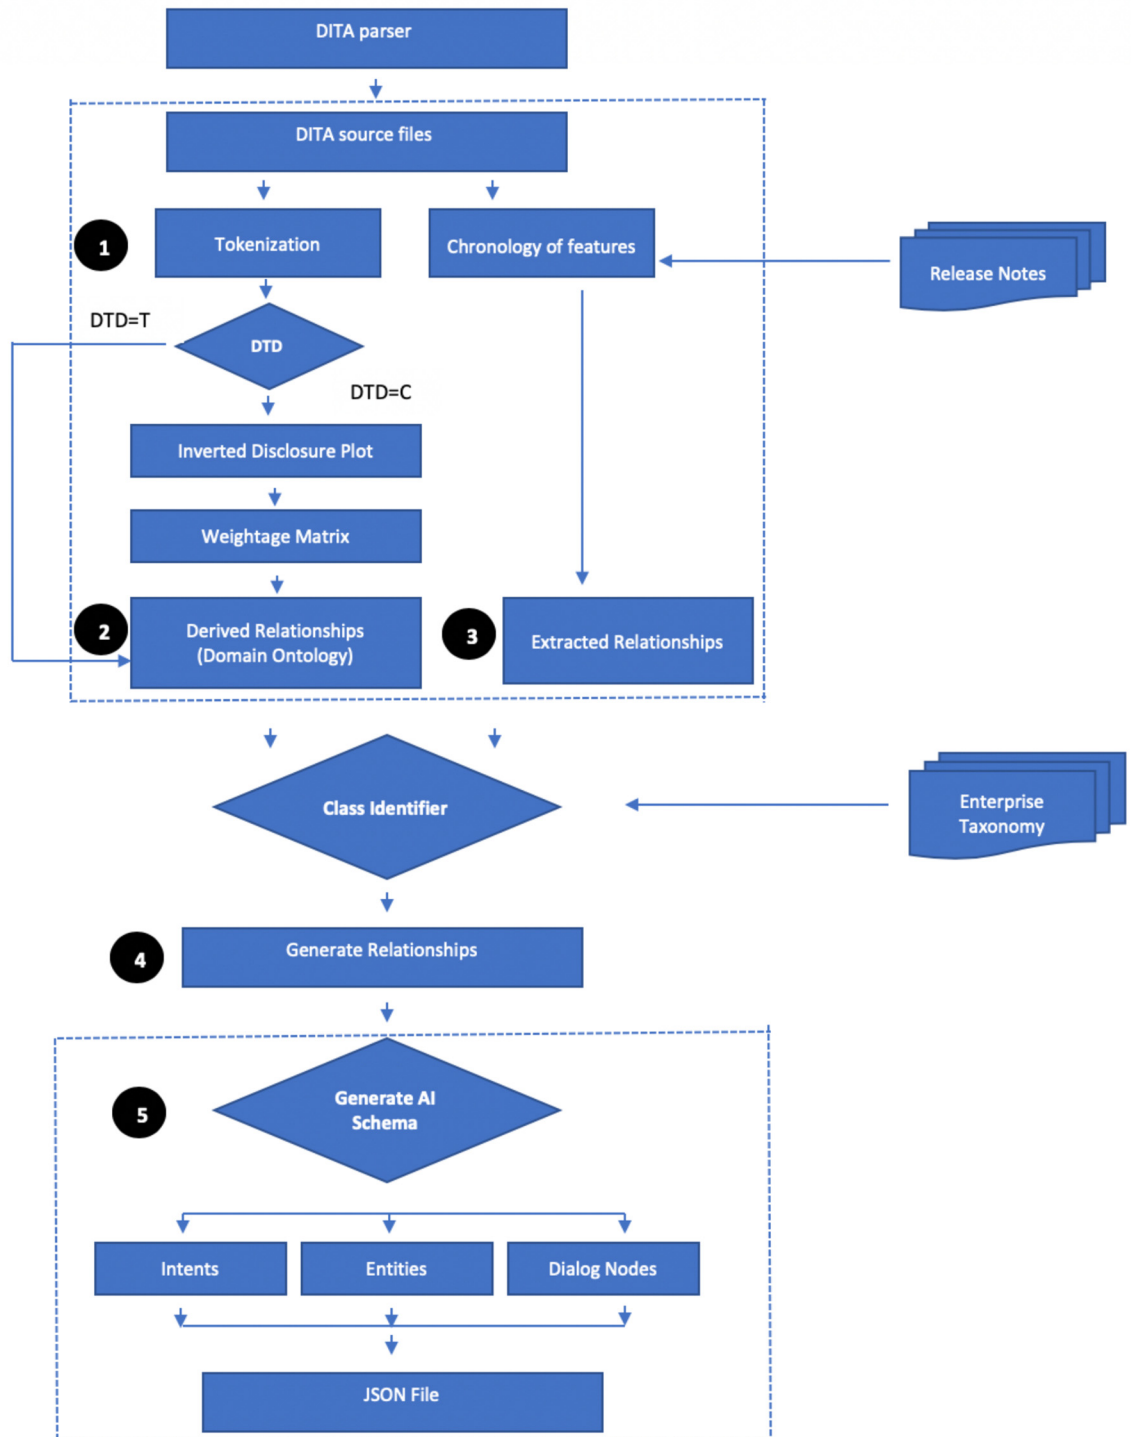 DITA parser
DITA source files
1
Tokenization
Chronology of features
Release Notes
DTD=T
DTD
DTD=C
Inverted Disclosure Plot
Weightage Matrix
2
Derived Relationships
(Domain Ontology)
3
Extracted Relationships
Class Identifier
Enterprise
Taxonomy
4
Generate Relationships
5
Generate AI
Schema
Intents
Entities
Dialog Nodes
JSON File